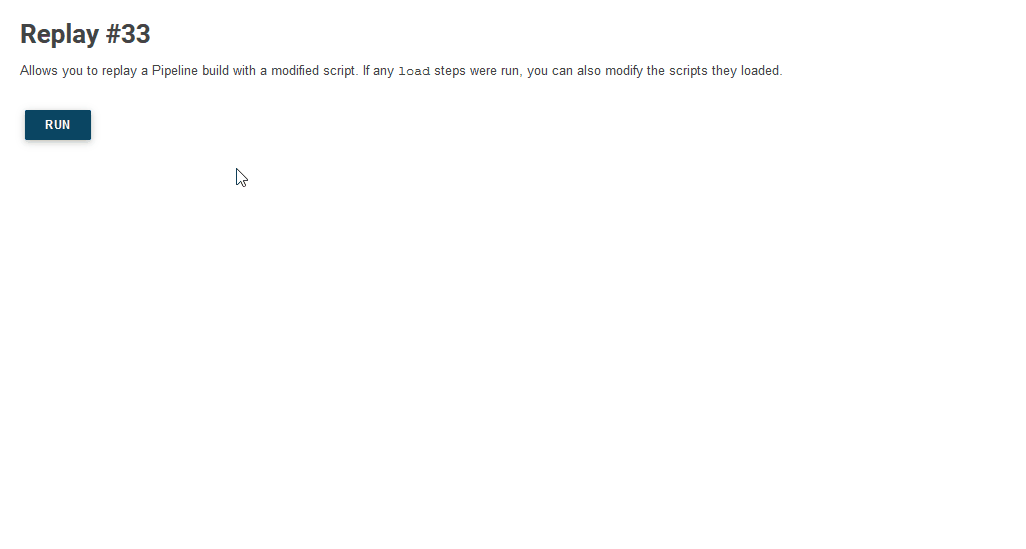 Replay #33
Allows you to replay a Pipeline build with a modified script. If any load steps were run, you can also modify the scripts they loaded.
RUN